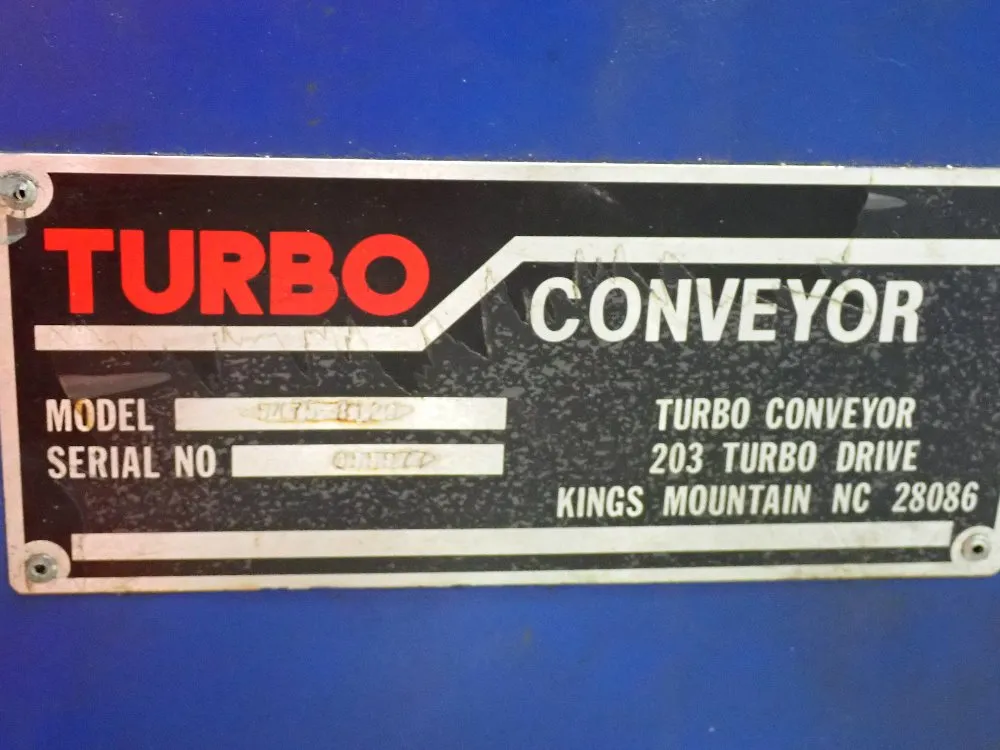 TURBO
CONVEYOR
MODEL
SERIAL NO
TURBO CONVEYOR
203 TURBO DRIVE
KINGS MOUNTAIN NC 28086